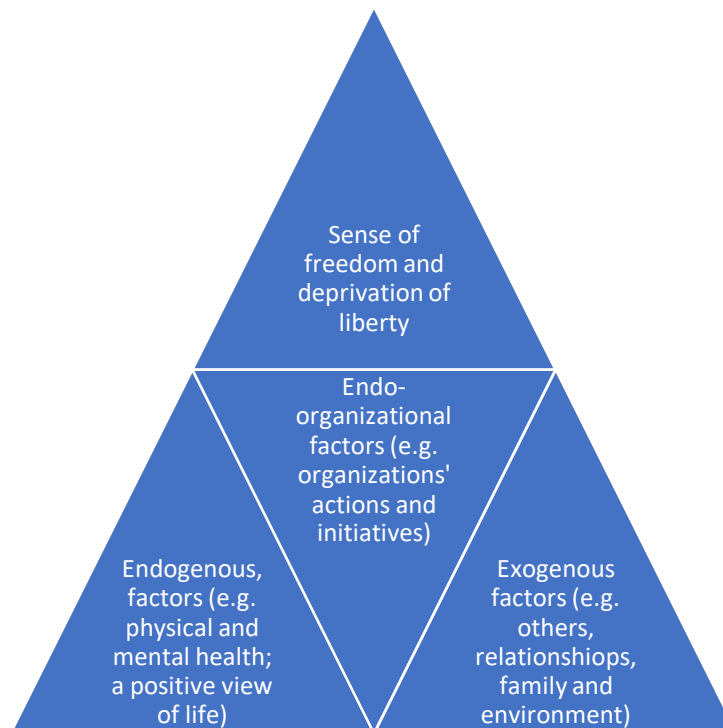 Sense of
freedom and
deprivation of
liberty
Endo-
organizational
factors (e.g.
organizations'
actions and
initiatives)
Endogenous,
factors (e.g.
physical and
mental health;
a positive view
of life)
Exogenous
factors (e.g.
others,
relationshiops,
family and
environment)